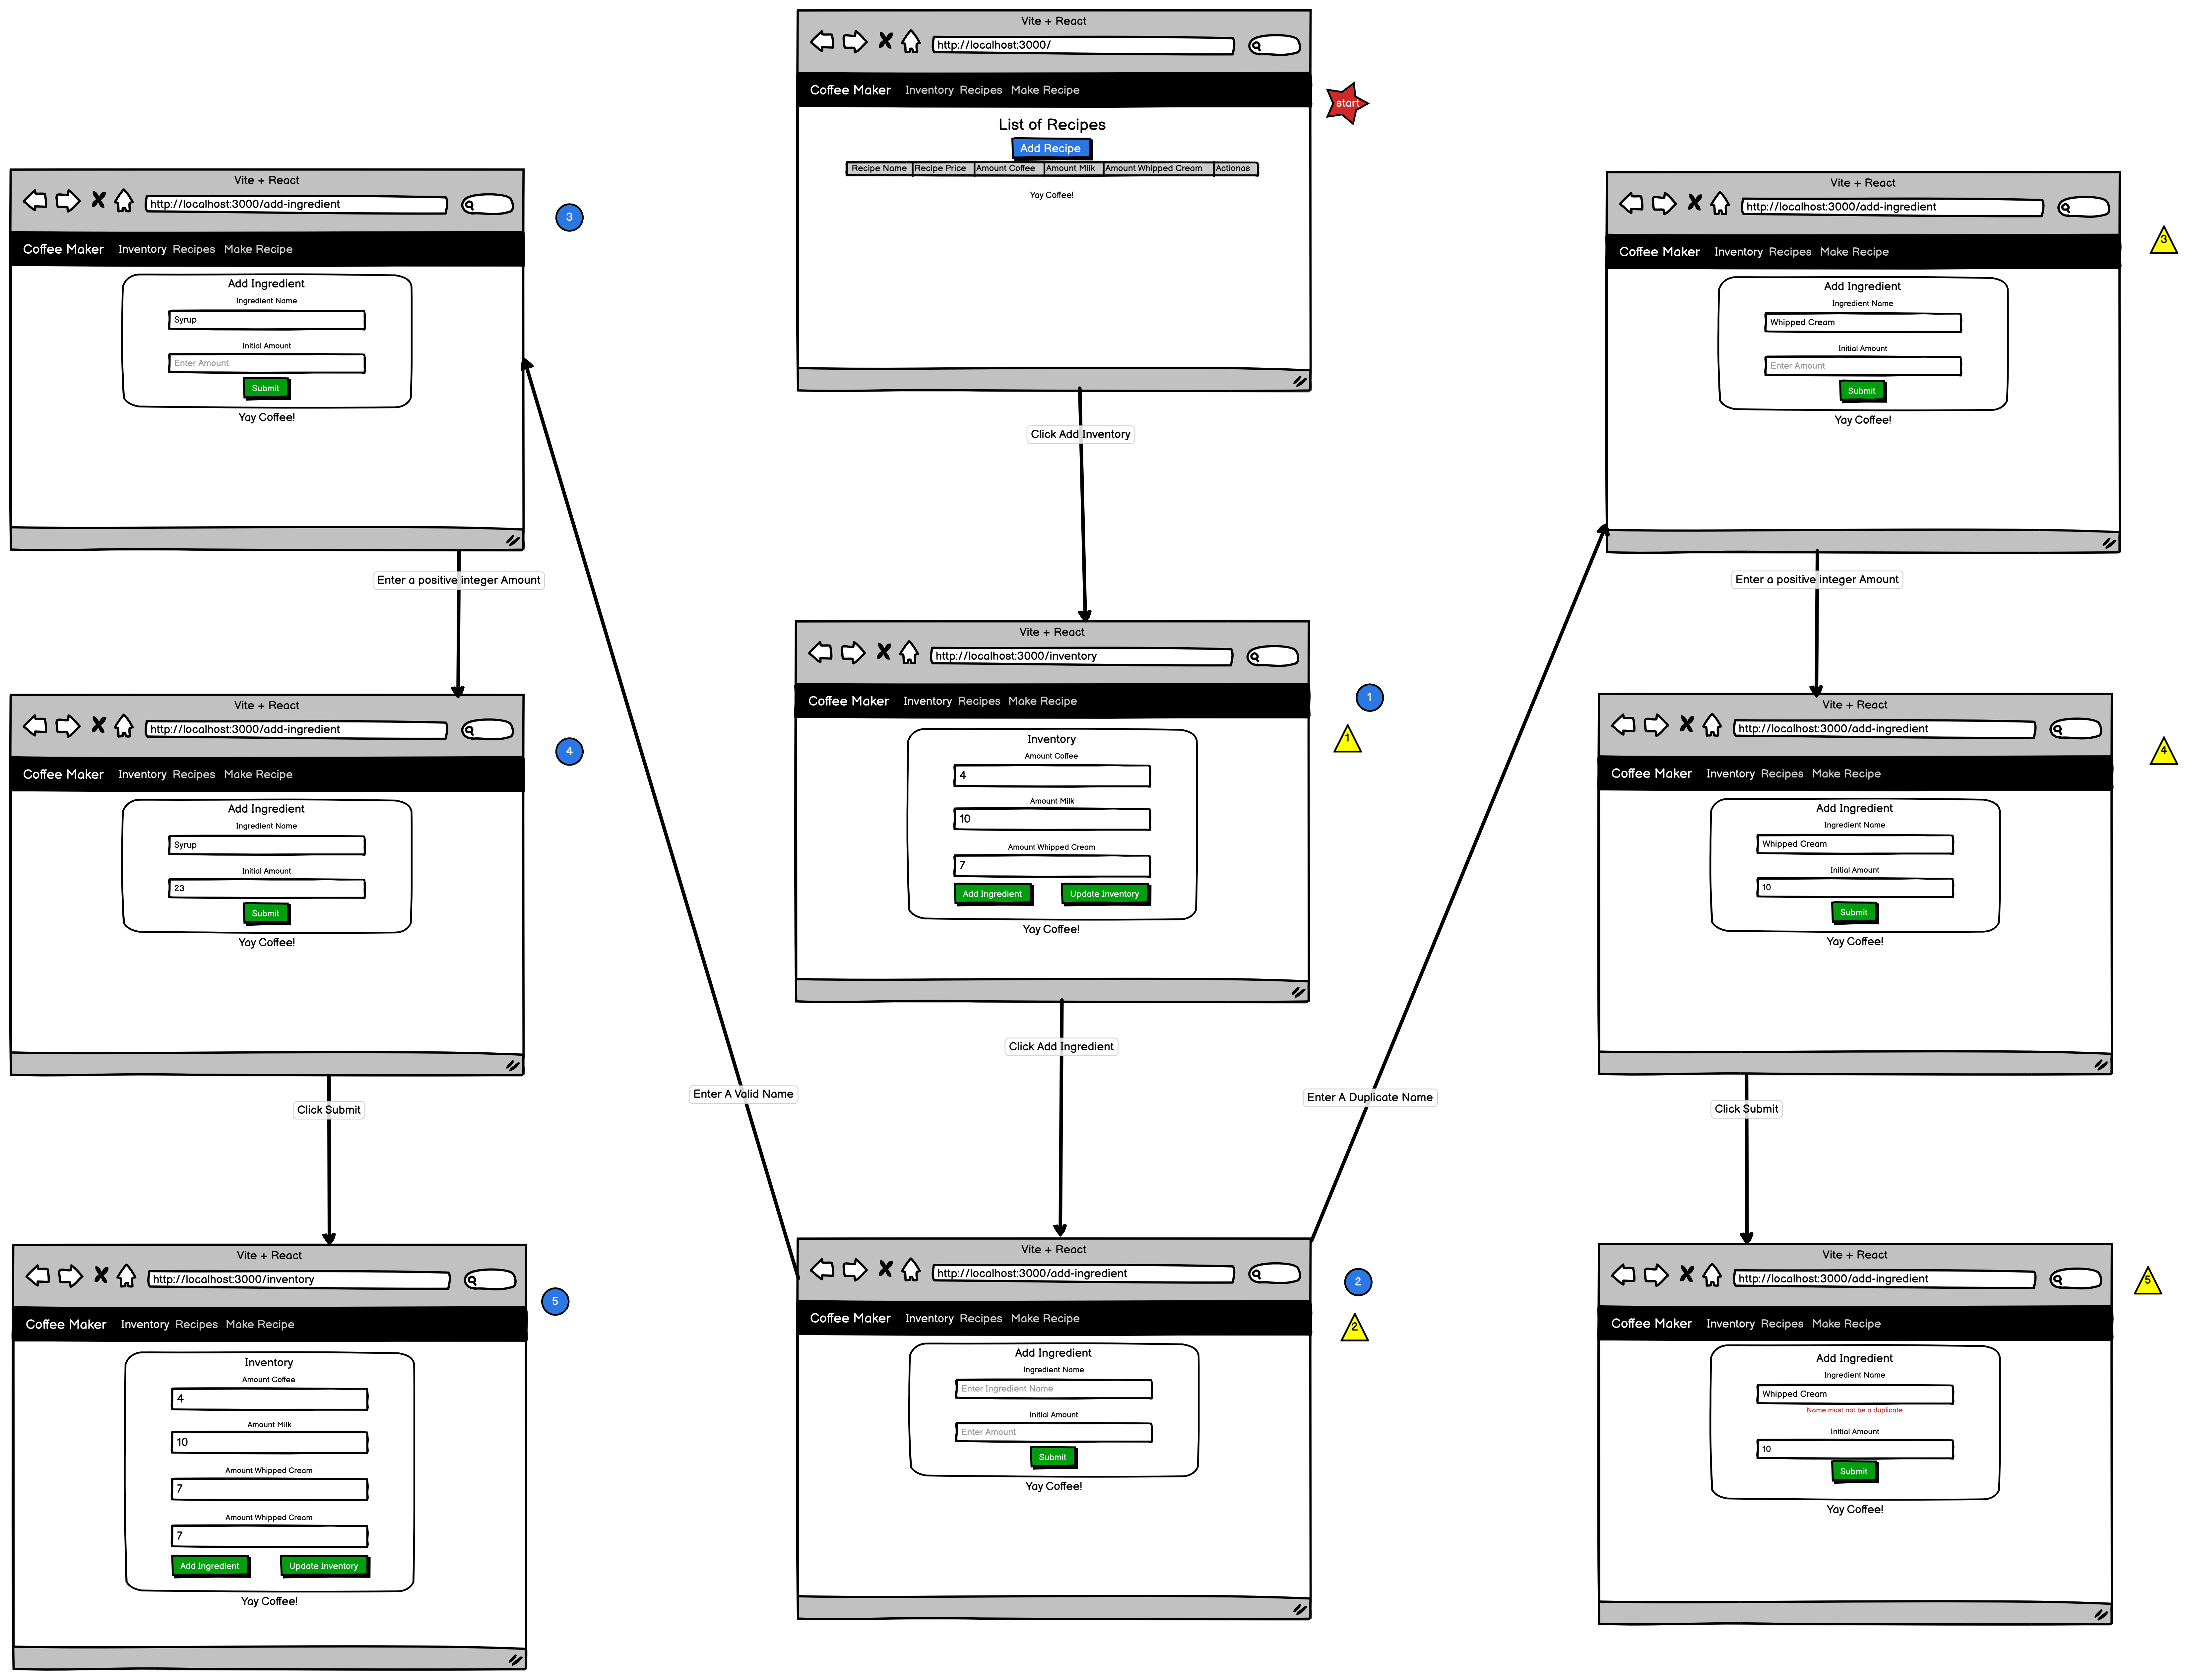 Vite + React
http://localhost:3000/
Coffee Maker Inventory Recipes Make Recipe
start
List of Recipes
Add Recipe
Recipe Name Recipe Price Amount Coffee Amount Milk Amount Whipped Cream Actionas
Yay Coffee!
Click Add Inventory
Vite + React
http://localhost:3000/inventory
Coffee Maker Inventory Recipes Make Recipe
1
1
Inventory
Amount Coffee
4
Amount Milk
10
Amount Whipped Cream
7
Add Ingredient Update Inventory
Yay Coffee!
Click Add Ingredient
Vite + React
http://localhost:3000/add-ingredient
Coffee Maker Inventory Recipes Make Recipe
2
2
Add Ingredient
Ingredient Name
Enter Ingredient Name
Initial Amount
Enter Amount
Submit
Yay Coffee!
Enter A Valid Name
Vite + React
http://localhost:3000/add-ingredient
3
Coffee Maker Inventory Recipes Make Recipe
Add Ingredient
Ingredient Name
Syrup
Initial Amount
Enter Amount
Submit
Yay Coffee!
Enter a positive integer Amount
Vite + React
http://localhost:3000/add-ingredient
4
Coffee Maker Inventory Recipes Make Recipe
Add Ingredient
Ingredient Name
Syrup
Initial Amount
23
Submit
Yay Coffee!
Click Submit
Vite + React
http://localhost:3000/inventory
5
Coffee Maker Inventory Recipes Make Recipe
Inventory
Amount Coffee
4
Amount Milk
10
Amount Whipped Cream
7
Amount Whipped Cream
7
Add Ingredient Update Inventory
Yay Coffee!
Enter A Duplicate Name
Vite + React
http://localhost:3000/add-ingredient
3
Coffee Maker Inventory Recipes Make Recipe
Add Ingredient
Ingredient Name
Whipped Cream
Initial Amount
Enter Amount
Submit
Yay Coffee!
Enter a positive integer Amount
Vite + React
http://localhost:3000/add-ingredient
4
Coffee Maker Inventory Recipes Make Recipe
Add Ingredient
Ingredient Name
Whipped Cream
Initial Amount
10
Submit
Yay Coffee!
Click Submit
Vite + React
http://localhost:3000/add-ingredient
5
Coffee Maker Inventory Recipes Make Recipe
Add Ingredient
Ingredient Name
Whipped Cream
Name must not be a duplicate
Initial Amount
10
Submit
Yay Coffee!